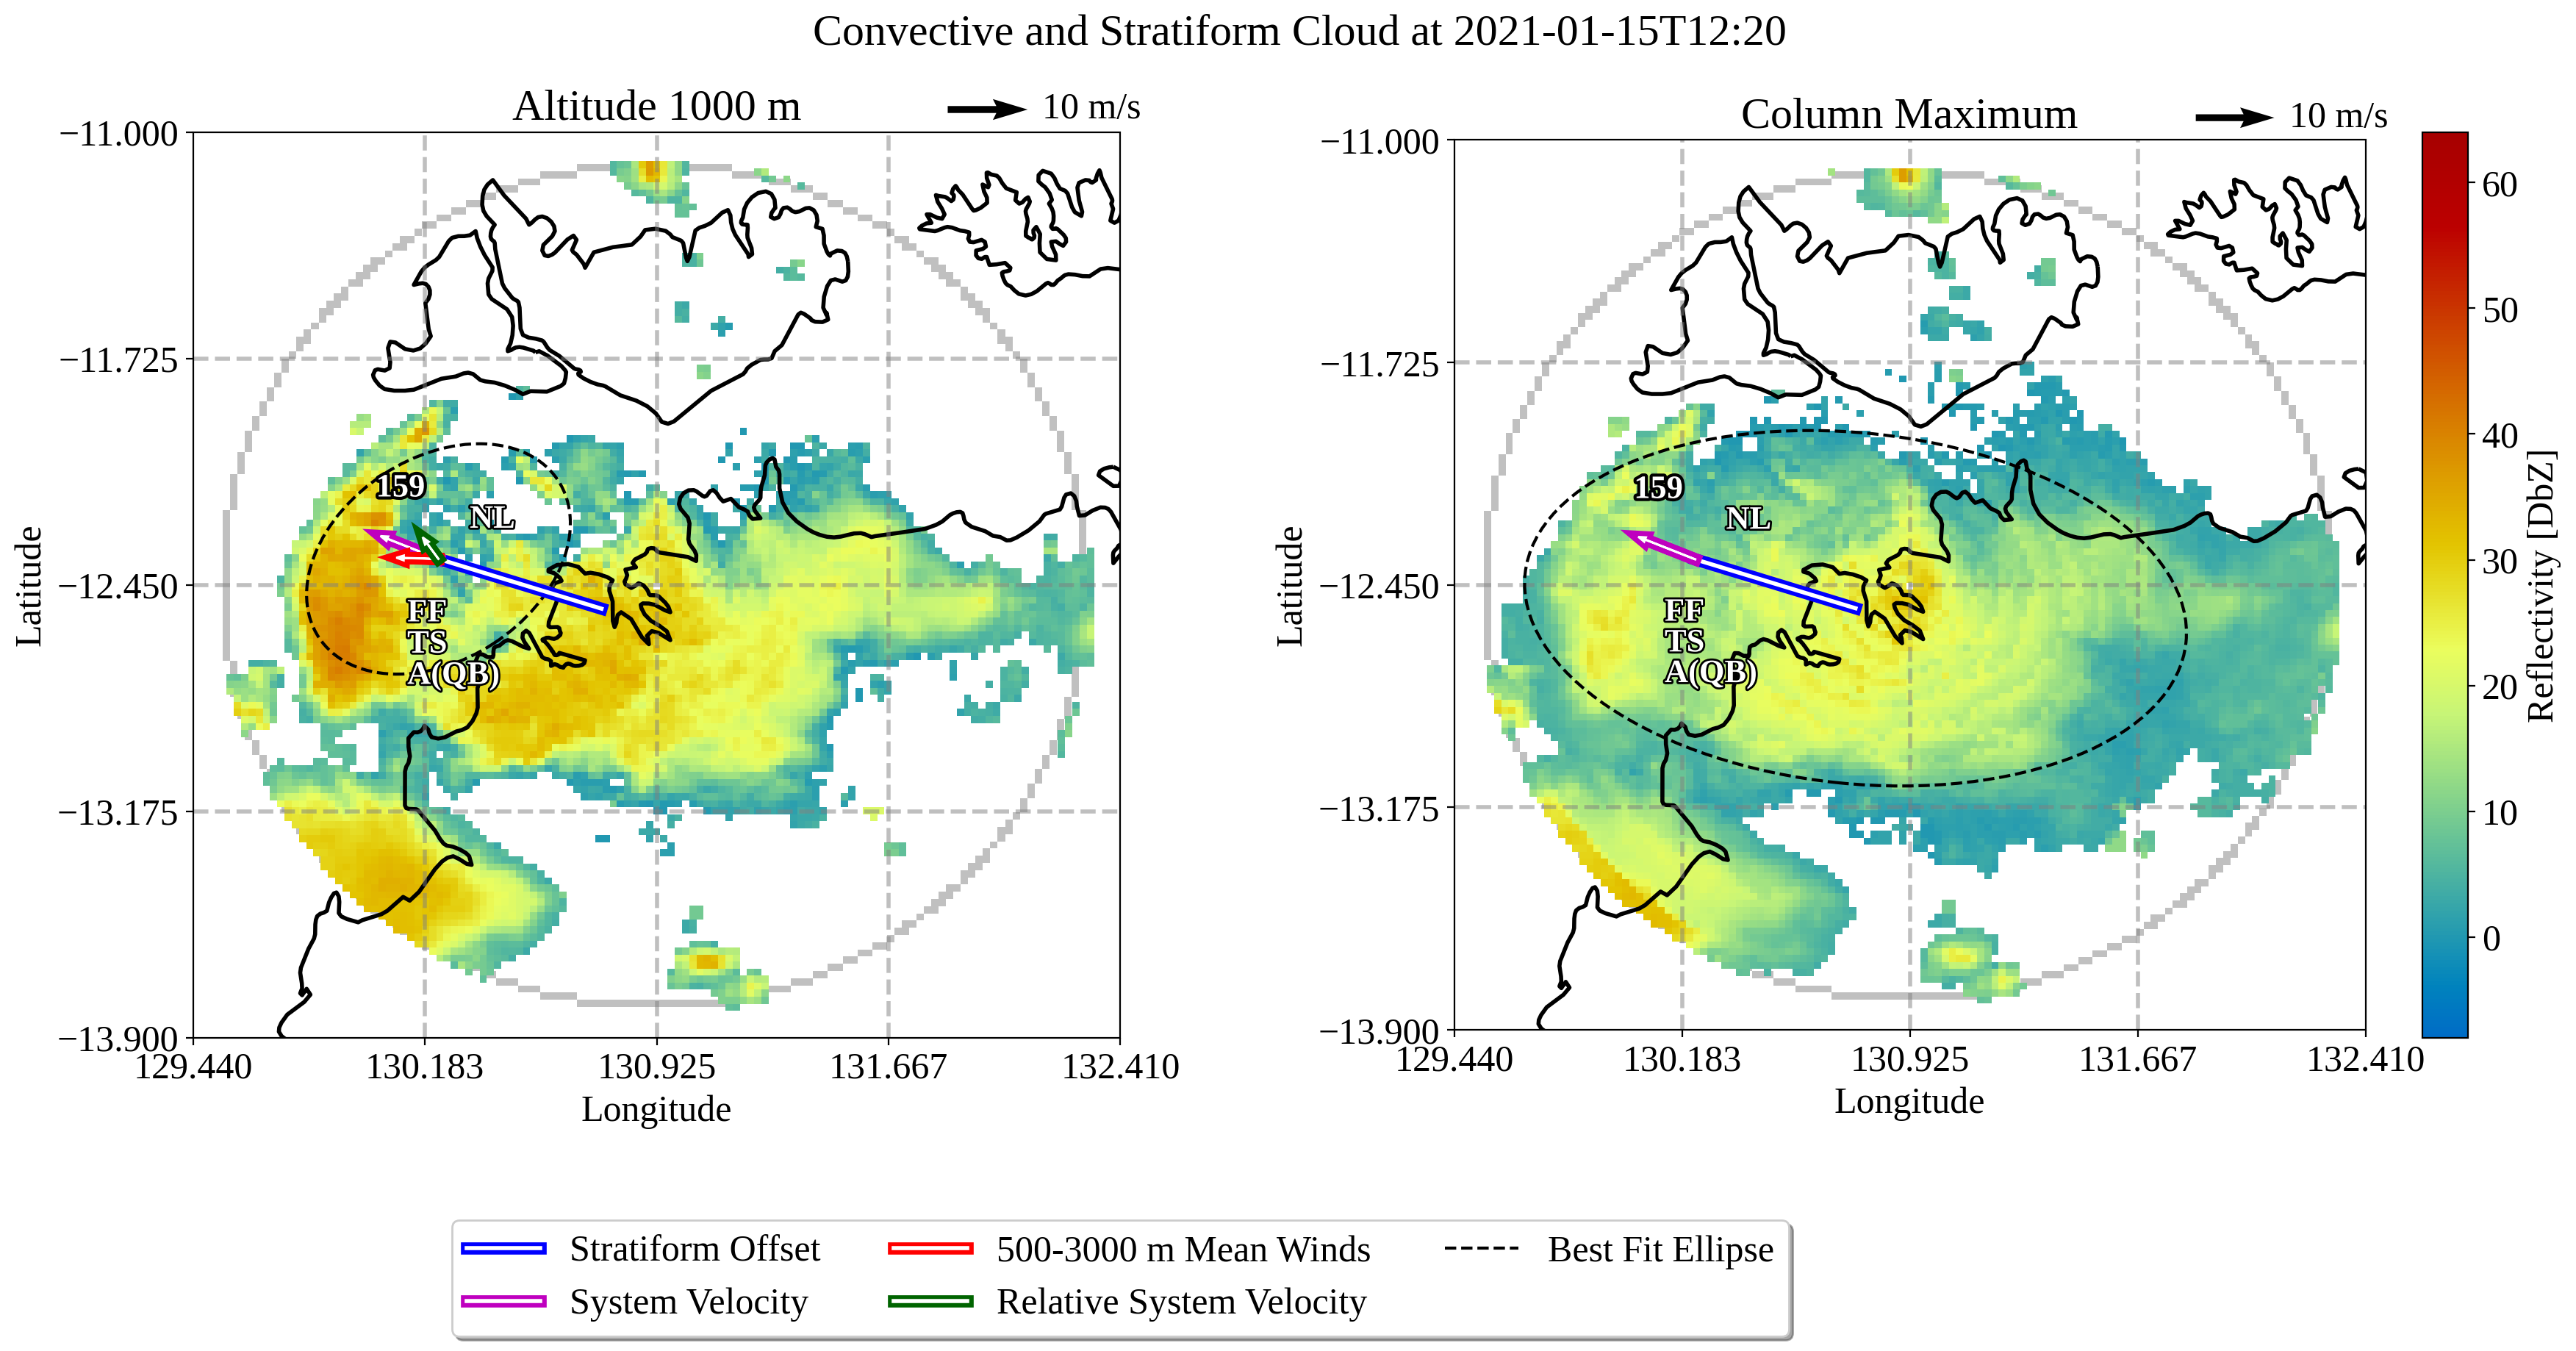 Convective and Stratiform Cloud at 2021-01-15T12:20
Altitude 1000 m
10 m/s
−11.000
−11.725
−12.450
−13.175
−13.900
Latitude
159
NL
FF
TS
A(QB)
129.440
130.183
130.925
131.667
132.410
Longitude
Column Maximum
10 m/s
−11.000
−11.725
−12.450
−13.175
−13.900
Latitude
159
NL
FF
TS
A(QB)
129.440
130.183
130.925
131.667
132.410
Longitude
60
50
40
30
20
10
0
Reflectivity [DbZ]
Stratiform Offset
System Velocity
500-3000 m Mean Winds
Relative System Velocity
Best Fit Ellipse